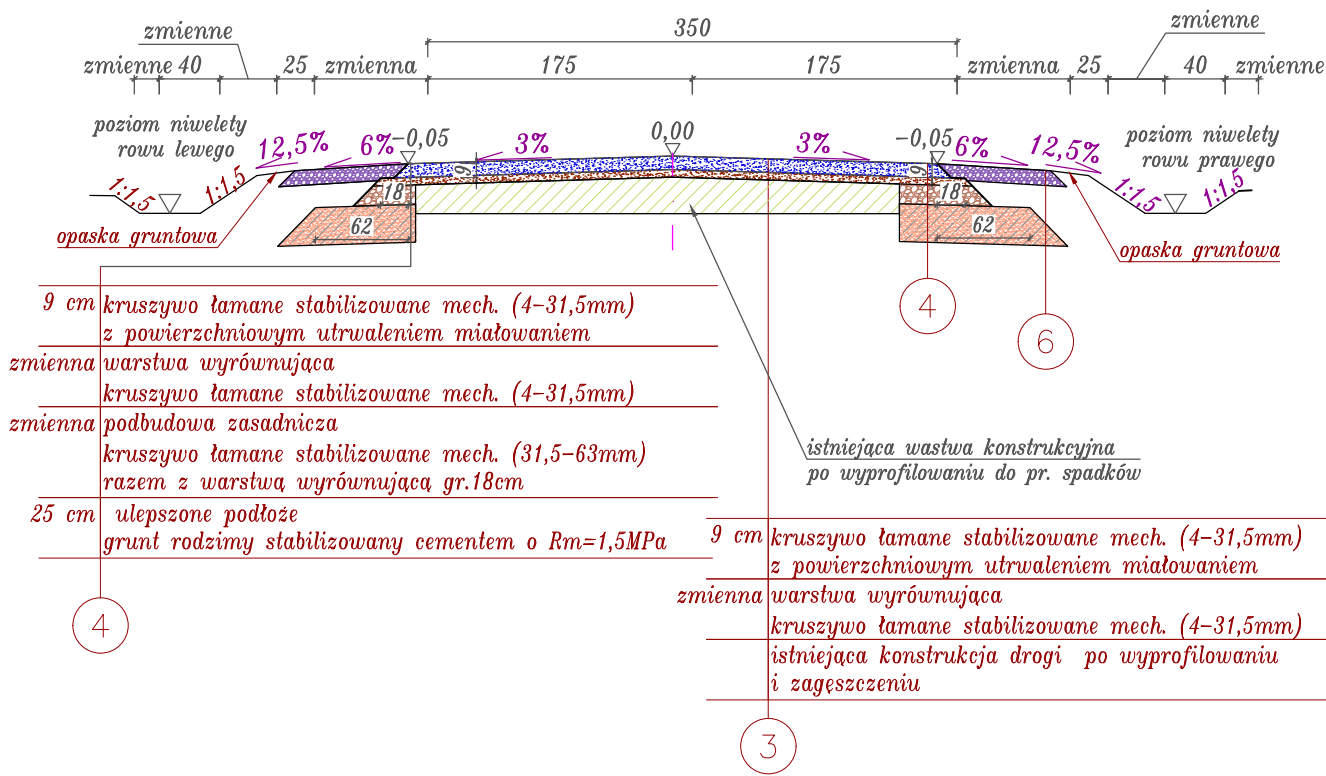 zmienne
350
zmienne
zmienne
40
25
zmienna
175
175
zmienna
25
40
zmienne
poziom niwelety
rowu lewego
12,5%
6%
-0,05
3%
0,00
3%
-0,05
6%
12,5%
poziom niwelety
rowu prawego
1:1,5
1:1,5
9
9
1:1,5
1:1,5
18
18
62
62
opaska gruntowa
opaska gruntowa
4
6
9 cm kruszywo łamane stabilizowane mech. (4-31,5mm)
z powierzchniowym utrwaleniem miałowaniem
zmienna warstwa wyrównująca
kruszywo łamane stabilizowane mech. (4-31,5mm)
zmienna podbudowa zasadnicza
kruszywo łamane stabilizowane mech. (31,5-63mm)
razem z warstwą wyrównującą gr.18cm
25 cm ulepszone podłoże
grunt rodzimy stabilizowany cementem o Rm=1,5MPa
4
istniejąca wastwa konstrukcyjna
po wyprofilowaniu do pr. spadków
9 cm kruszywo łamane stabilizowane mech. (4-31,5mm)
z powierzchniowym utrwaleniem miałowaniem
zmienna warstwa wyrównująca
kruszywo łamane stabilizowane mech. (4-31,5mm)
istniejąca konstrukcja drogi po wyprofilowaniu
i zagęszczeniu
3